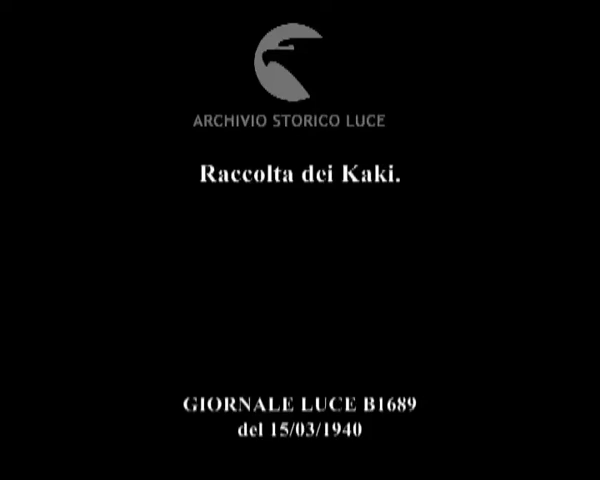 ARCHIVIO STORICO LUCE
Raccolta dei Kaki.
GIORNALE LUCE B1689
del 15/03/1940